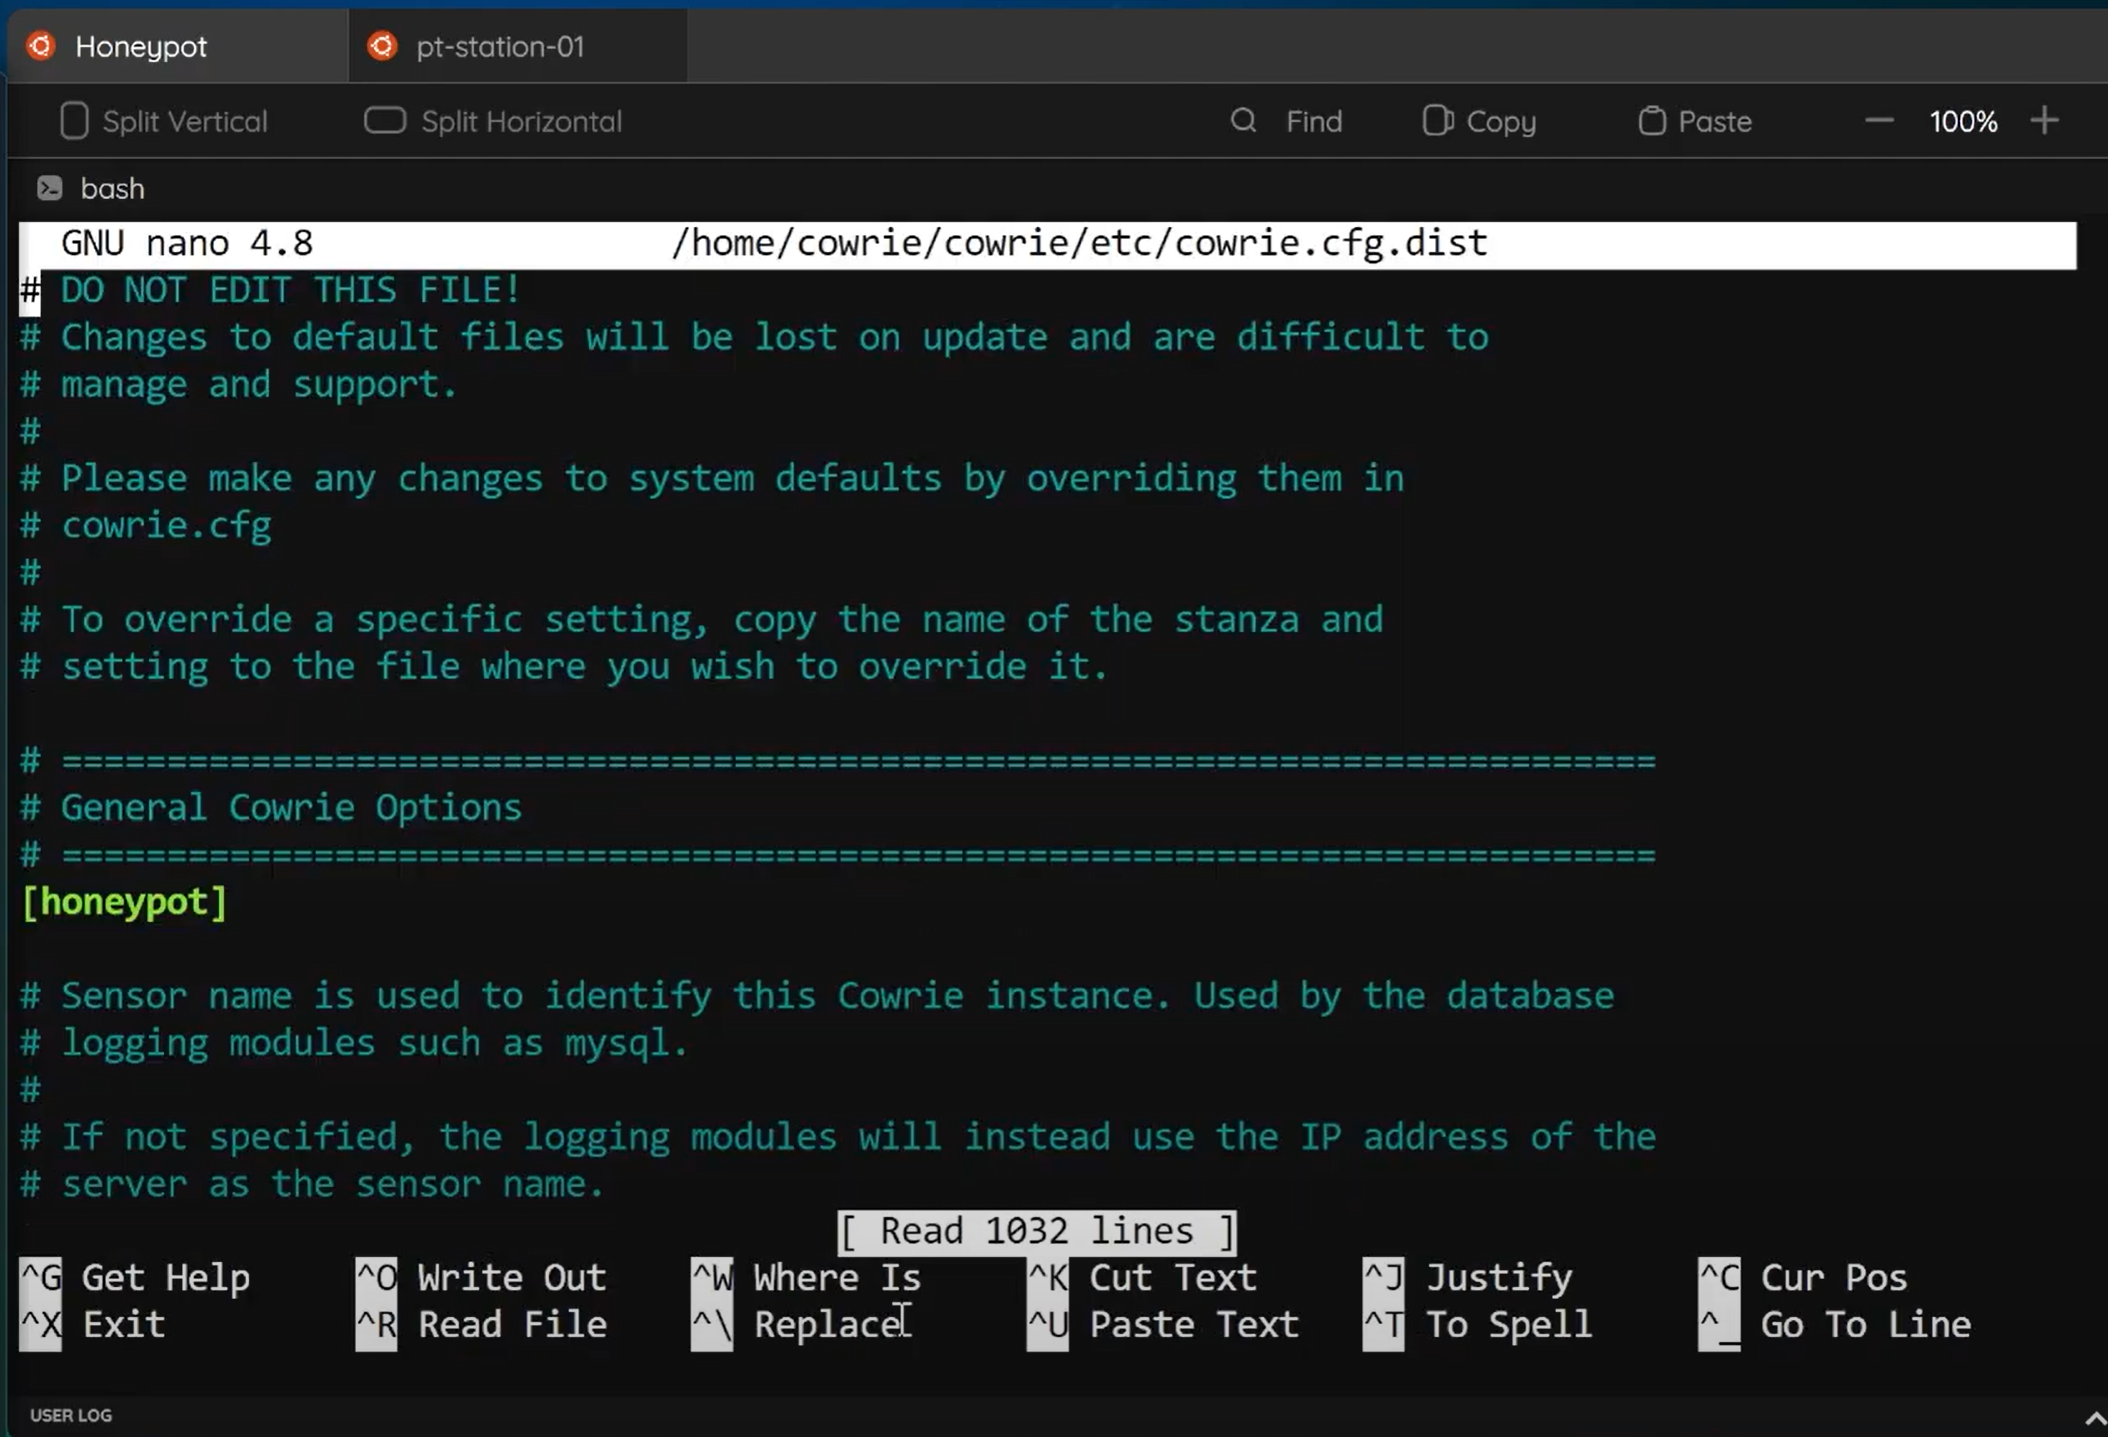 Honeypot
pt-station-01
Split Vertical
Split Horizontal
Find
Copy
Paste
100%
bash
GNU nano 4.8 /home/cowrie/cowrie/etc/cowrie.cfg.dist
# DO NOT EDIT THIS FILE!
# Changes to default files will be lost on update and are difficult to
# manage and support.
#
# Please make any changes to system defaults by overriding them in
# cowrie.cfg
#
# To override a specific setting, copy the name of the stanza and
# setting to the file where you wish to override it.
# ============================================================================
# General Cowrie Options
# ============================================================================
[honeypot]
# Sensor name is used to identify this Cowrie instance. Used by the database
# logging modules such as mysql.
#
# If not specified, the logging modules will instead use the IP address of the
# server as the sensor name.
[ Read 1032 lines ]
^G Get Help ^O Write Out ^W Where Is ^K Cut Text ^J Justify ^C Cur Pos
^X Exit ^R Read File ^\ Replace ^U Paste Text ^T To Spell ^_ Go To Line
USER LOG